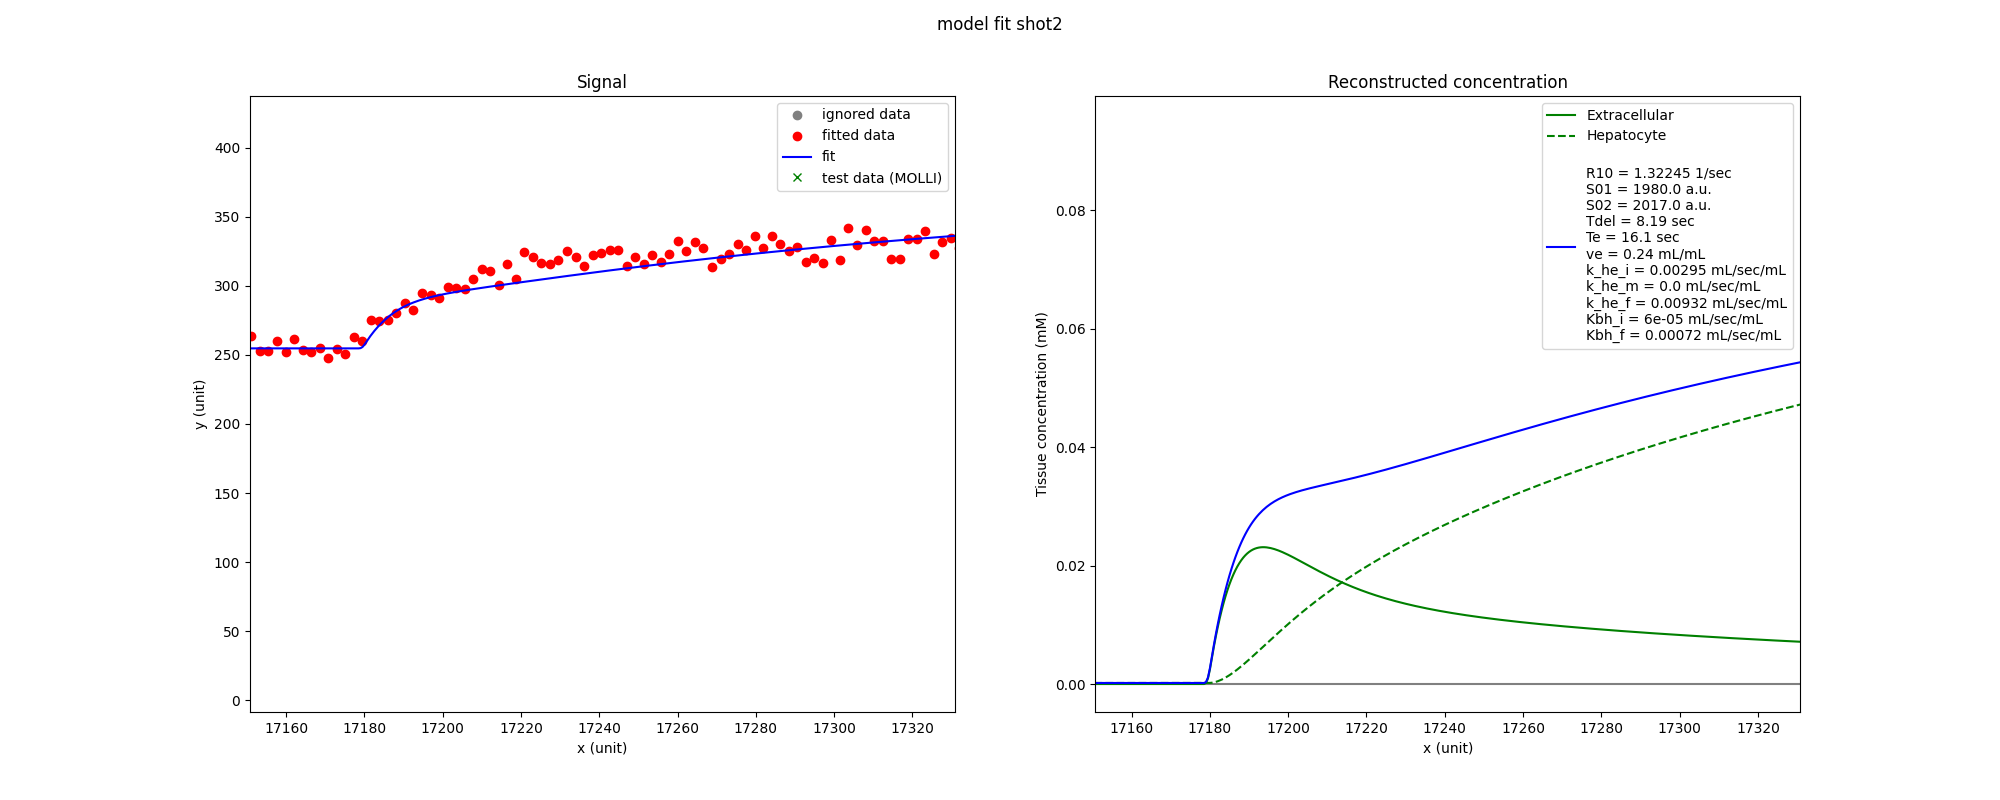 model fit shot2
Signal
ignored data
fitted data
fit
test data (MOLLI)
400
350
300
250
200
150
100
50
0
y (unit)
17160 17180 17200 17220 17240 17260 17280 17300 17320
x (unit)
Reconstructed concentration
Extracellular
Hepatocyte
R10 = 1.32245 1/sec
S01 = 1980.0 a.u.
S02 = 2017.0 a.u.
Tdel = 8.19 sec
Te = 16.1 sec
ve = 0.24 mL/mL
k_he_i = 0.00295 mL/sec/mL
k_he_m = 0.0 mL/sec/mL
k_he_f = 0.00932 mL/sec/mL
Kbh_i = 6e-05 mL/sec/mL
Kbh_f = 0.00072 mL/sec/mL
0.08
0.06
0.04
0.02
0.00
Tissue concentration (mM)
17160 17180 17200 17220 17240 17260 17280 17300 17320
x (unit)